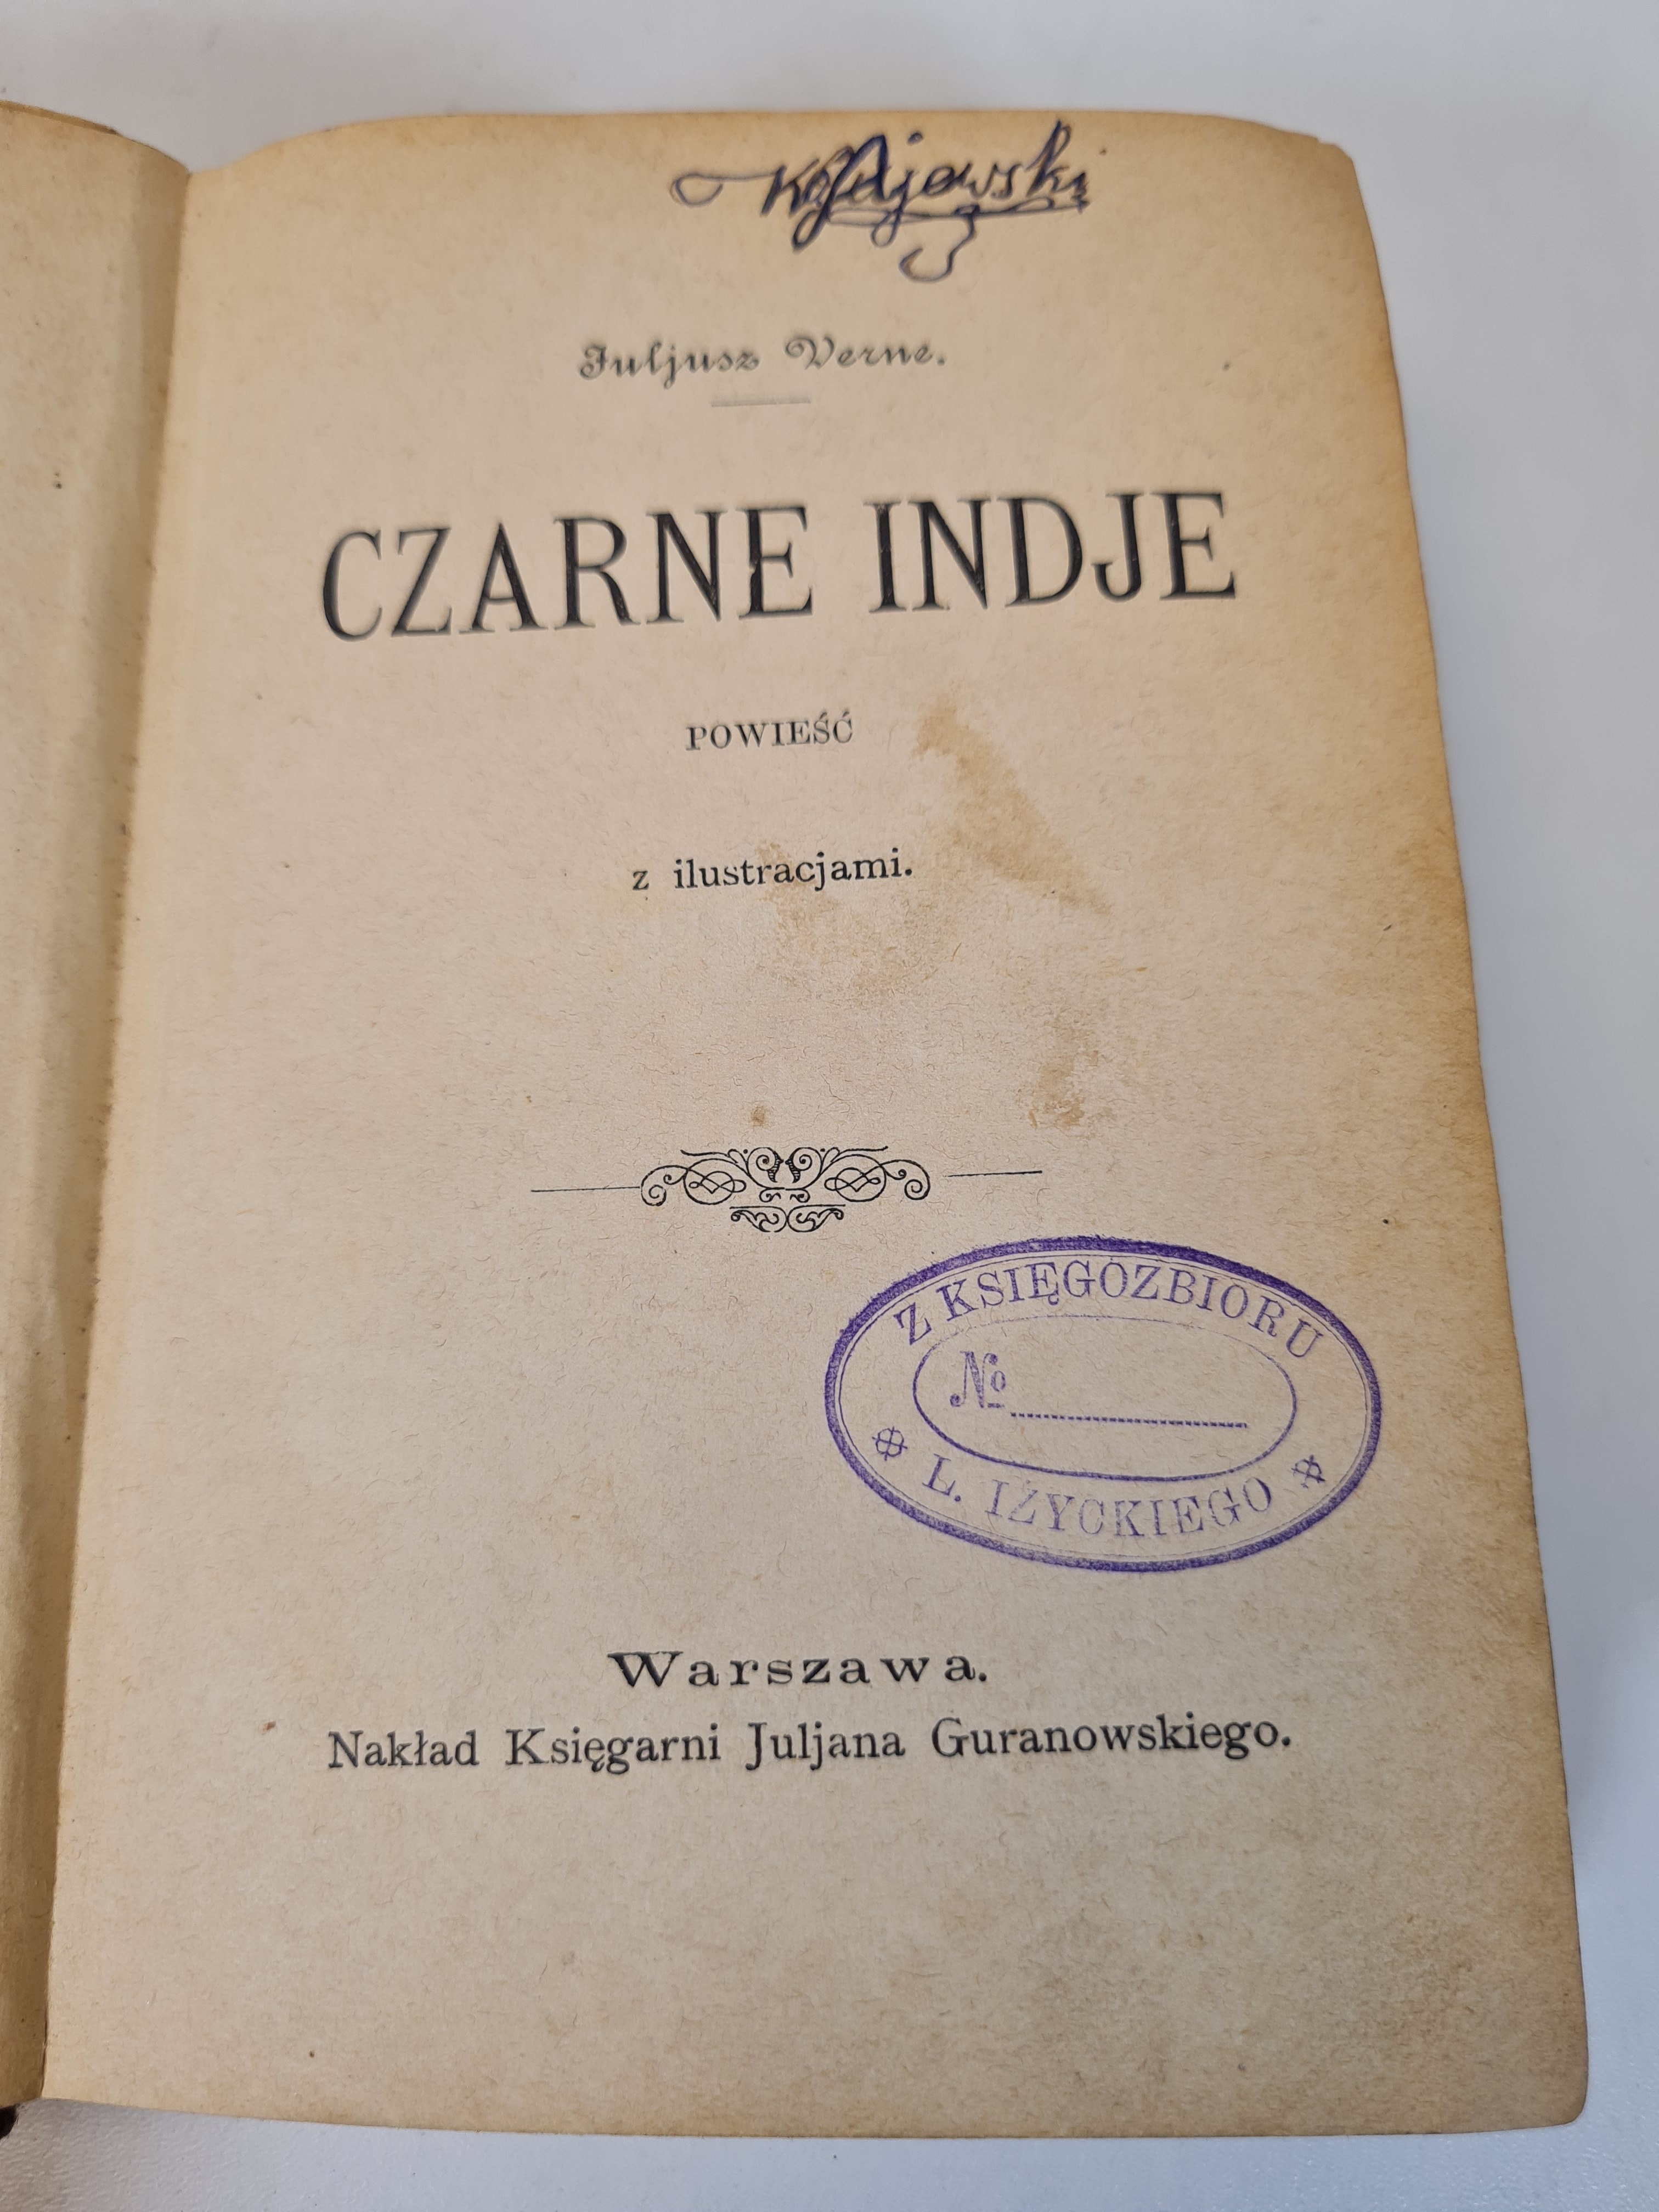 Juljusz Verne.
CZARNE INDJE
POWIEŚĆ
z ilustracjami.
Z KSIĘGOZBIORU
№
L. IŻYCKIEGO
Warszawa.
Nakład Księgarni Juljana Guranowskiego.